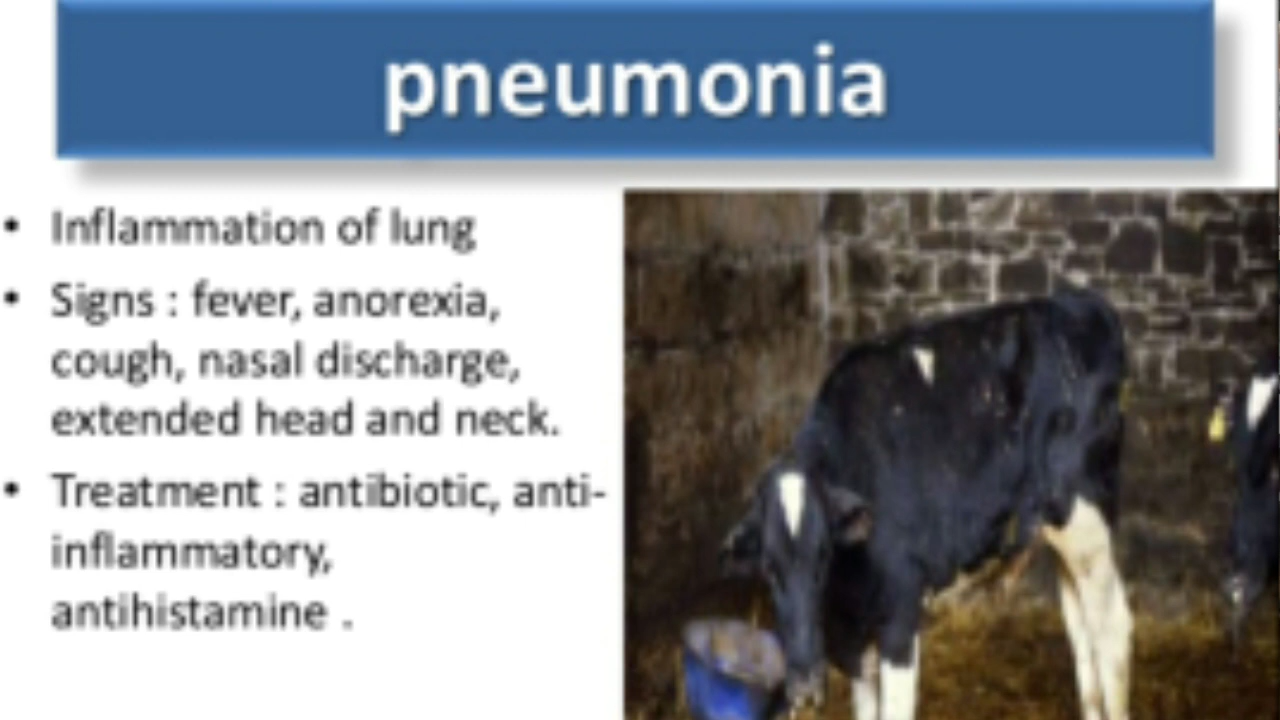 pneumonia
• Inflammation of lung
• Signs : fever, anorexia,
cough, nasal discharge,
extended head and neck.
• Treatment : antibiotic, anti-
inflammatory,
antihistamine .